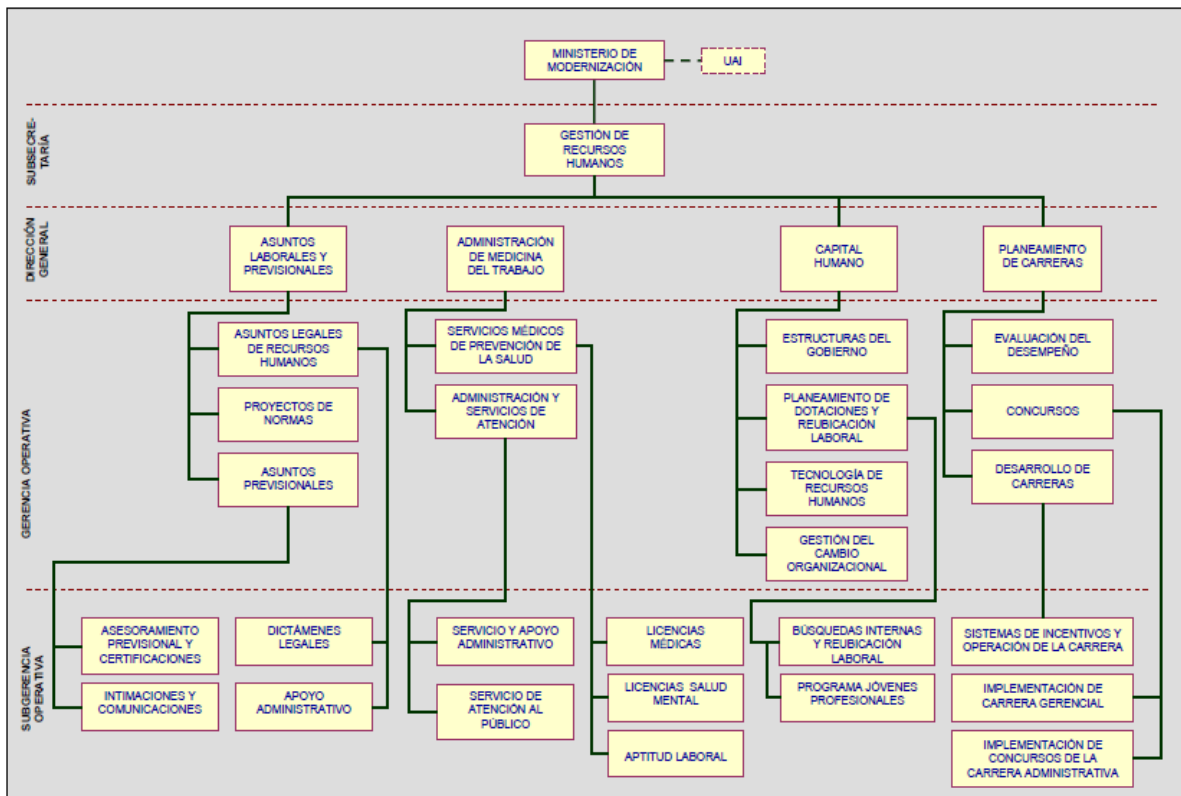 MINISTERIO DE
MODERNIZACIÓN
UAI
SUBSECRE-
TARÍA
GESTIÓN DE
RECURSOS
HUMANOS
DIRECCIÓN
GENERAL
ASUNTOS
LABORALES Y
PREVISIONALES
ADMINISTRACIÓN
DE MEDICINA
DEL TRABAJO
CAPITAL
HUMANO
PLANEAMIENTO
DE CARRERAS
GERENCIA OPERATIVA
ASUNTOS LEGALES
DE RECURSOS
HUMANOS
PROYECTOS DE
NORMAS
ASUNTOS
PREVISIONALES
SERVICIOS MÉDICOS
DE PREVENCIÓN DE
LA SALUD
ADMINISTRACIÓN Y
SERVICIOS DE
ATENCIÓN
ESTRUCTURAS DEL
GOBIERNO
PLANEAMIENTO DE
DOTACIONES Y
REUBICACIÓN
LABORAL
TECNOLOGÍA DE
RECURSOS
HUMANOS
GESTIÓN DEL
CAMBIO
ORGANIZACIONAL
EVALUACIÓN DEL
DESEMPEÑO
CONCURSOS
DESARROLLO DE
CARRERAS
SUBGERENCIA
OPERATIVA
ASESORAMIENTO
PREVISIONAL Y
CERTIFICACIONES
INTIMACIONES Y
COMUNICACIONES
DICTÁMENES
LEGALES
APOYO
ADMINISTRATIVO
SERVICIO Y APOYO
ADMINISTRATIVO
SERVICIO DE
ATENCIÓN AL
PÚBLICO
LICENCIAS
MÉDICAS
LICENCIAS SALUD
MENTAL
APTITUD LABORAL
BÚSQUEDAS INTERNAS
Y REUBICACIÓN
LABORAL
PROGRAMA JÓVENES
PROFESIONALES
SISTEMAS DE INCENTIVOS Y
OPERACIÓN DE LA CARRERA
IMPLEMENTACIÓN DE
CARRERA GERENCIAL
IMPLEMENTACIÓN DE
CONCURSOS DE LA
CARRERA ADMINISTRATIVA